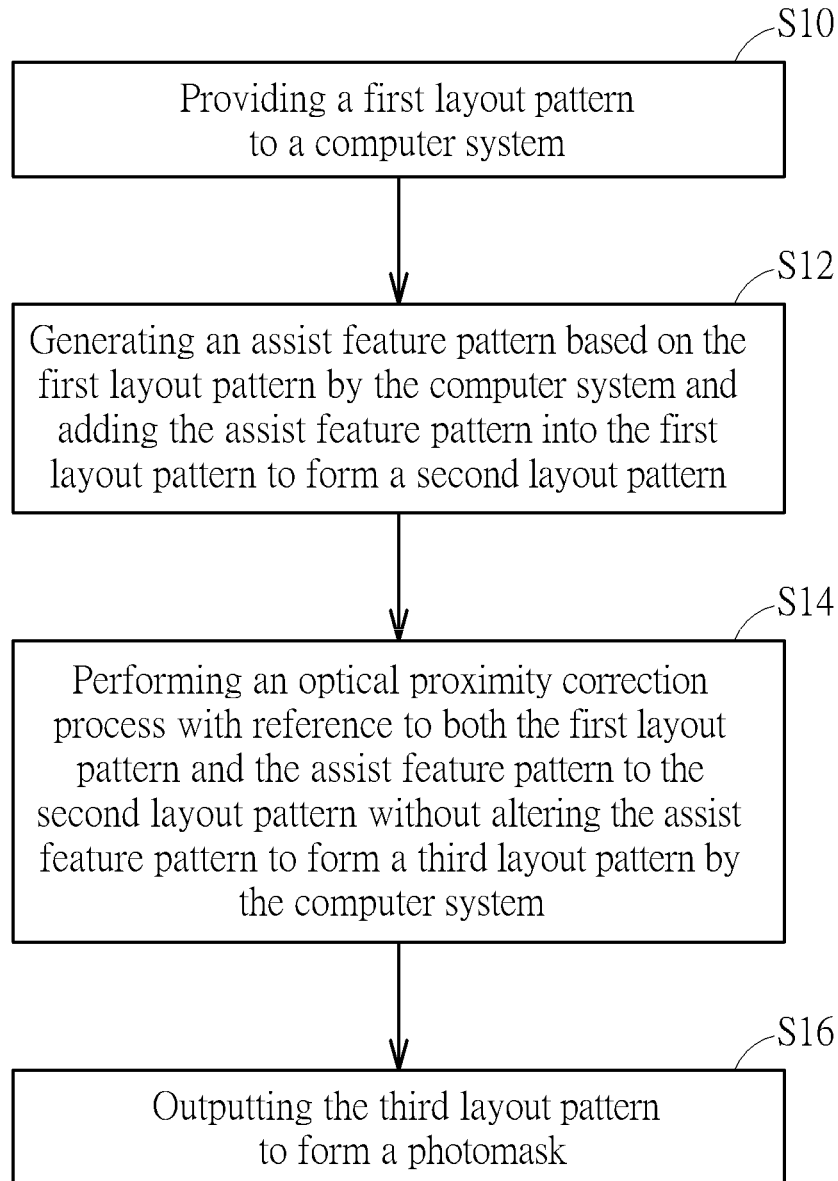 S10
Providing a first layout pattern
to a computer system
S12
Generating an assist feature pattern based on the
first layout pattern by the computer system and
adding the assist feature pattern into the first
layout pattern to form a second layout pattern
S14
Performing an optical proximity correction
process with reference to both the first layout
pattern and the assist feature pattern to the
second layout pattern without altering the assist
feature pattern to form a third layout pattern by
the computer system
S16
Outputting the third layout pattern
to form a photomask